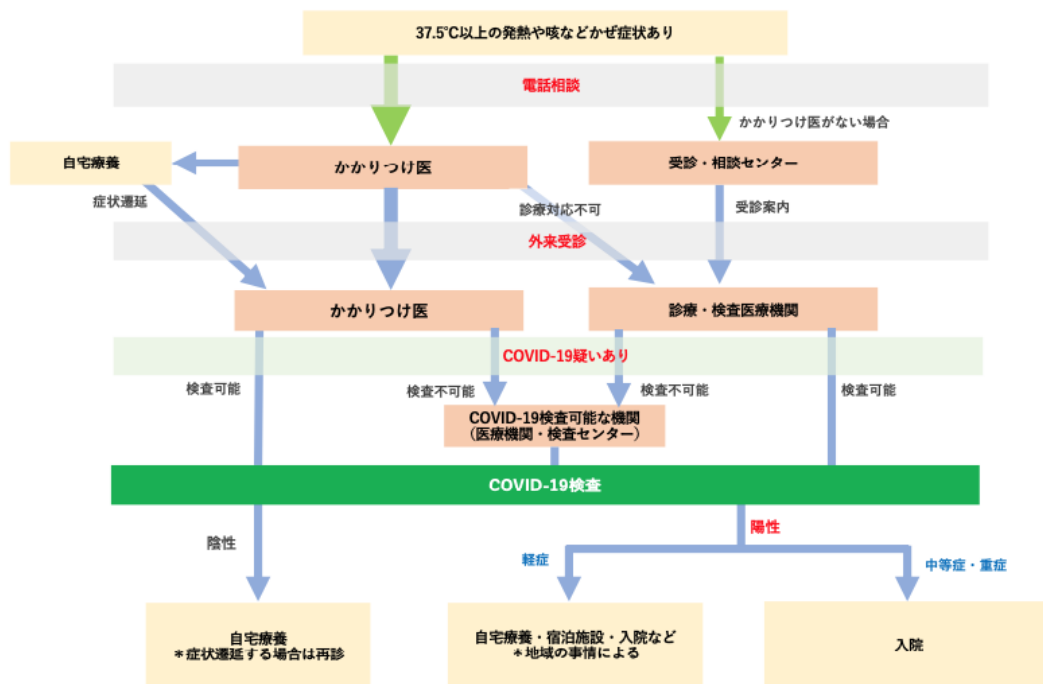 37.5℃以上の発熱や咳などかぜ症状あり
電話相談
かかりつけ医がない場合
自宅療養
かかりつけ医
受診・相談センター
症状遷延
診療対応不可
受診案内
外来受診
かかりつけ医
診療・検査医療機関
COVID-19疑いあり
検査可能
検査不可能
検査不可能
検査可能
COVID-19検査可能な機関
（医療機関・検査センター）
COVID-19検査
陰性
陽性
軽症
中等症・重症
自宅療養
＊症状遷延する場合は再診
自宅療養・宿泊施設・入院など
＊地域の事情による
入院